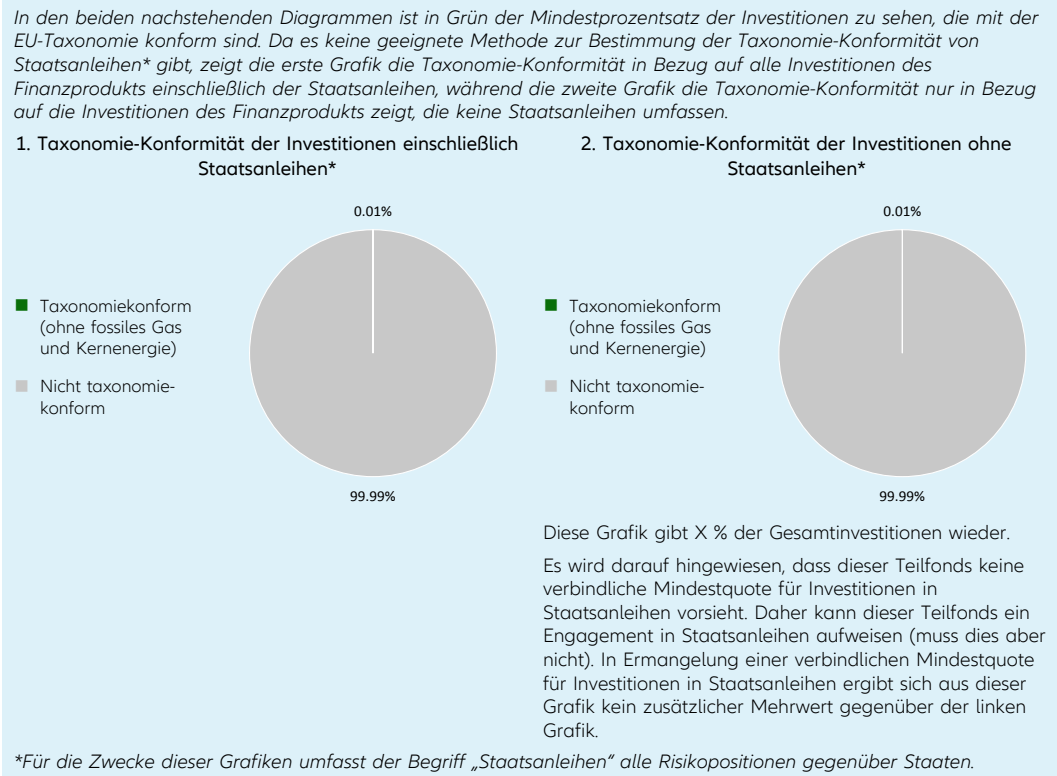 In den beiden nachstehenden Diagrammen ist in Grün der Mindestprozentsatz der Investitionen zu sehen, die mit der
EU-Taxonomie konform sind. Da es keine geeignete Methode zur Bestimmung der Taxonomie-Konformität von
Staatsanleihen* gibt, zeigt die erste Grafik die Taxonomie-Konformität in Bezug auf alle Investitionen des
Finanzprodukts einschließlich der Staatsanleihen, während die zweite Grafik die Taxonomie-Konformität nur in Bezug
auf die Investitionen des Finanzprodukts zeigt, die keine Staatsanleihen umfassen.
1. Taxonomie-Konformität der Investitionen einschließlich
Staatsanleihen*
0.01%
Taxonomiekonform
(ohne fossiles Gas
und Kernenergie)
Nicht taxonomie-
konform
99.99%
2. Taxonomie-Konformität der Investitionen ohne
Staatsanleihen*
0.01%
Taxonomiekonform
(ohne fossiles Gas
und Kernenergie)
Nicht taxonomie-
konform
99.99%
Diese Grafik gibt X % der Gesamtinvestitionen wieder.
Es wird darauf hingewiesen, dass dieser Teilfonds keine
verbindliche Mindestquote für Investitionen in
Staatsanleihen vorsieht. Daher kann dieser Teilfonds ein
Engagement in Staatsanleihen aufweisen (muss dies aber
nicht). In Ermangelung einer verbindlichen Mindestquote
für Investitionen in Staatsanleihen ergibt sich aus dieser
Grafik kein zusätzlicher Mehrwert gegenüber der linken
Grafik.
*Für die Zwecke dieser Grafiken umfasst der Begriff „Staatsanleihen“ alle Risikopositionen gegenüber Staaten.